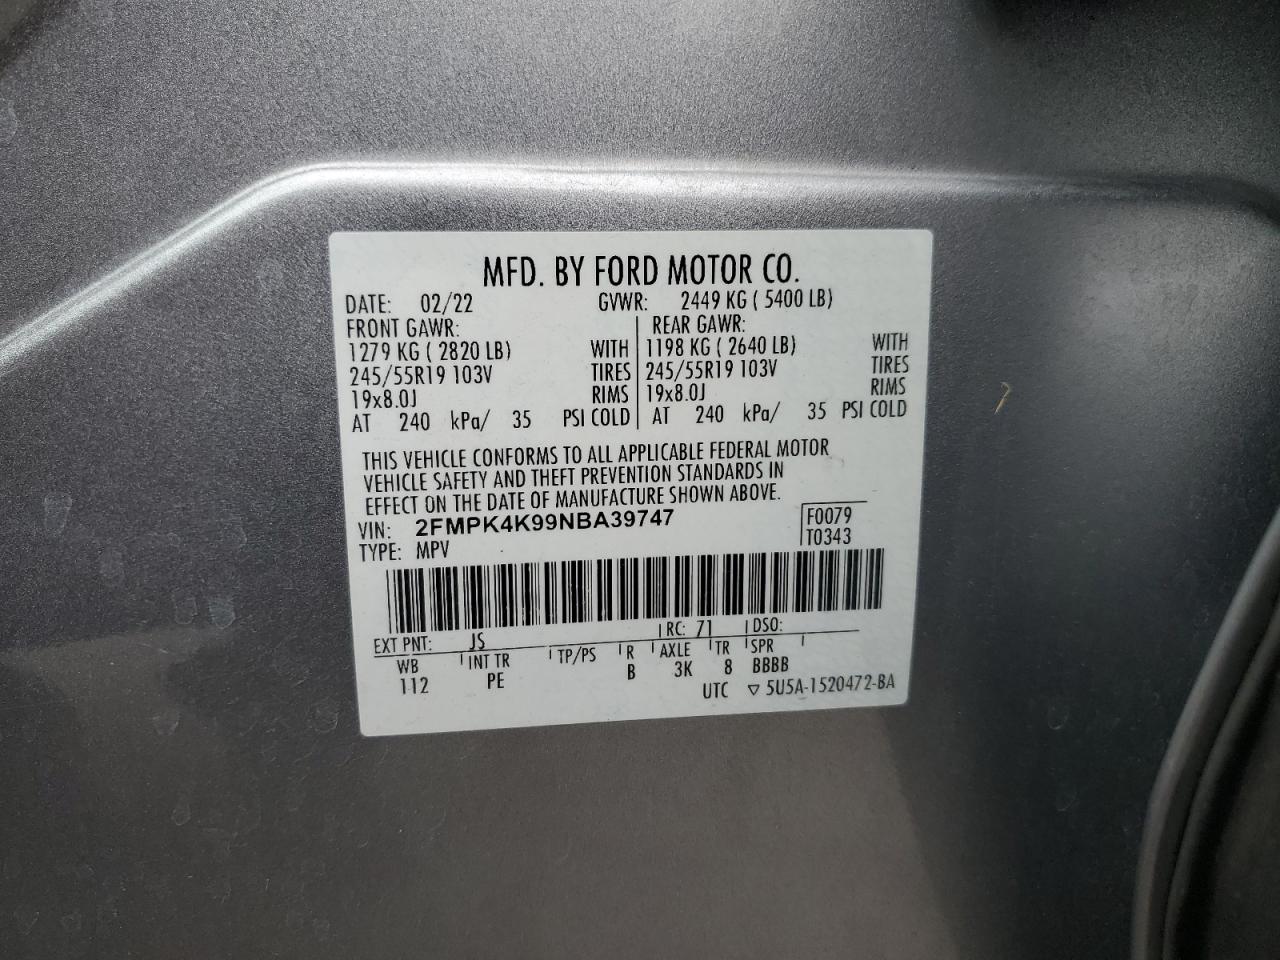 MFD. BY FORD MOTOR CO.
DATE: 02/22 GVWR: 2449 KG ( 5400 LB)
FRONT GAWR: REAR GAWR:
1279 KG ( 2820 LB) WITH 1198 KG ( 2640 LB) WITH
245/55R19 103V TIRES 245/55R19 103V TIRES
19x8.0J RIMS 19x8.0J RIMS
AT 240 kPa/ 35 PSI COLD AT 240 kPa/ 35 PSI COLD
THIS VEHICLE CONFORMS TO ALL APPLICABLE FEDERAL MOTOR
VEHICLE SAFETY AND THEFT PREVENTION STANDARDS IN
EFFECT ON THE DATE OF MANUFACTURE SHOWN ABOVE.
VIN: 2FMPK4K99NBA39747 F0079
TYPE: MPV T0343
EXT PNT: JS RC: 71 DSO:
WB INT TR TP/PS R AXLE TR SPR
112 PE B 3K 8 BBBB
UTC ▽ 5U5A-1520472-BA